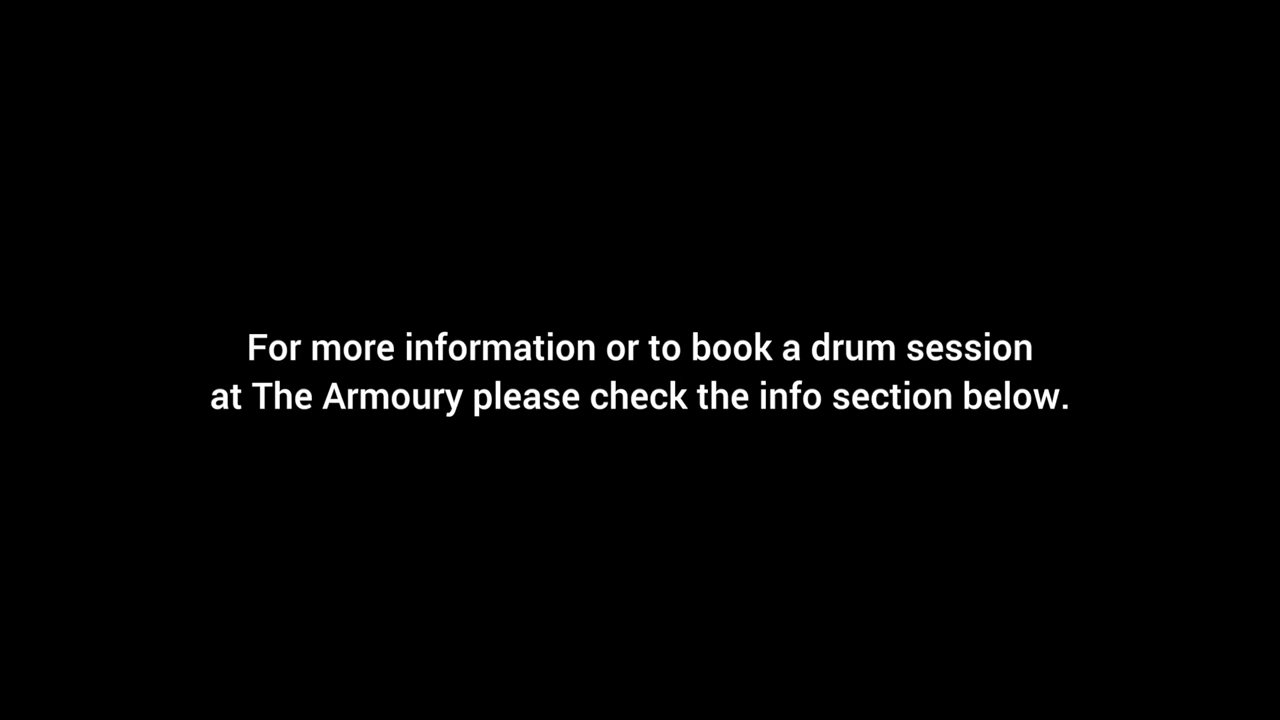 For more information or to book a drum session
at The Armoury please check the info section below.